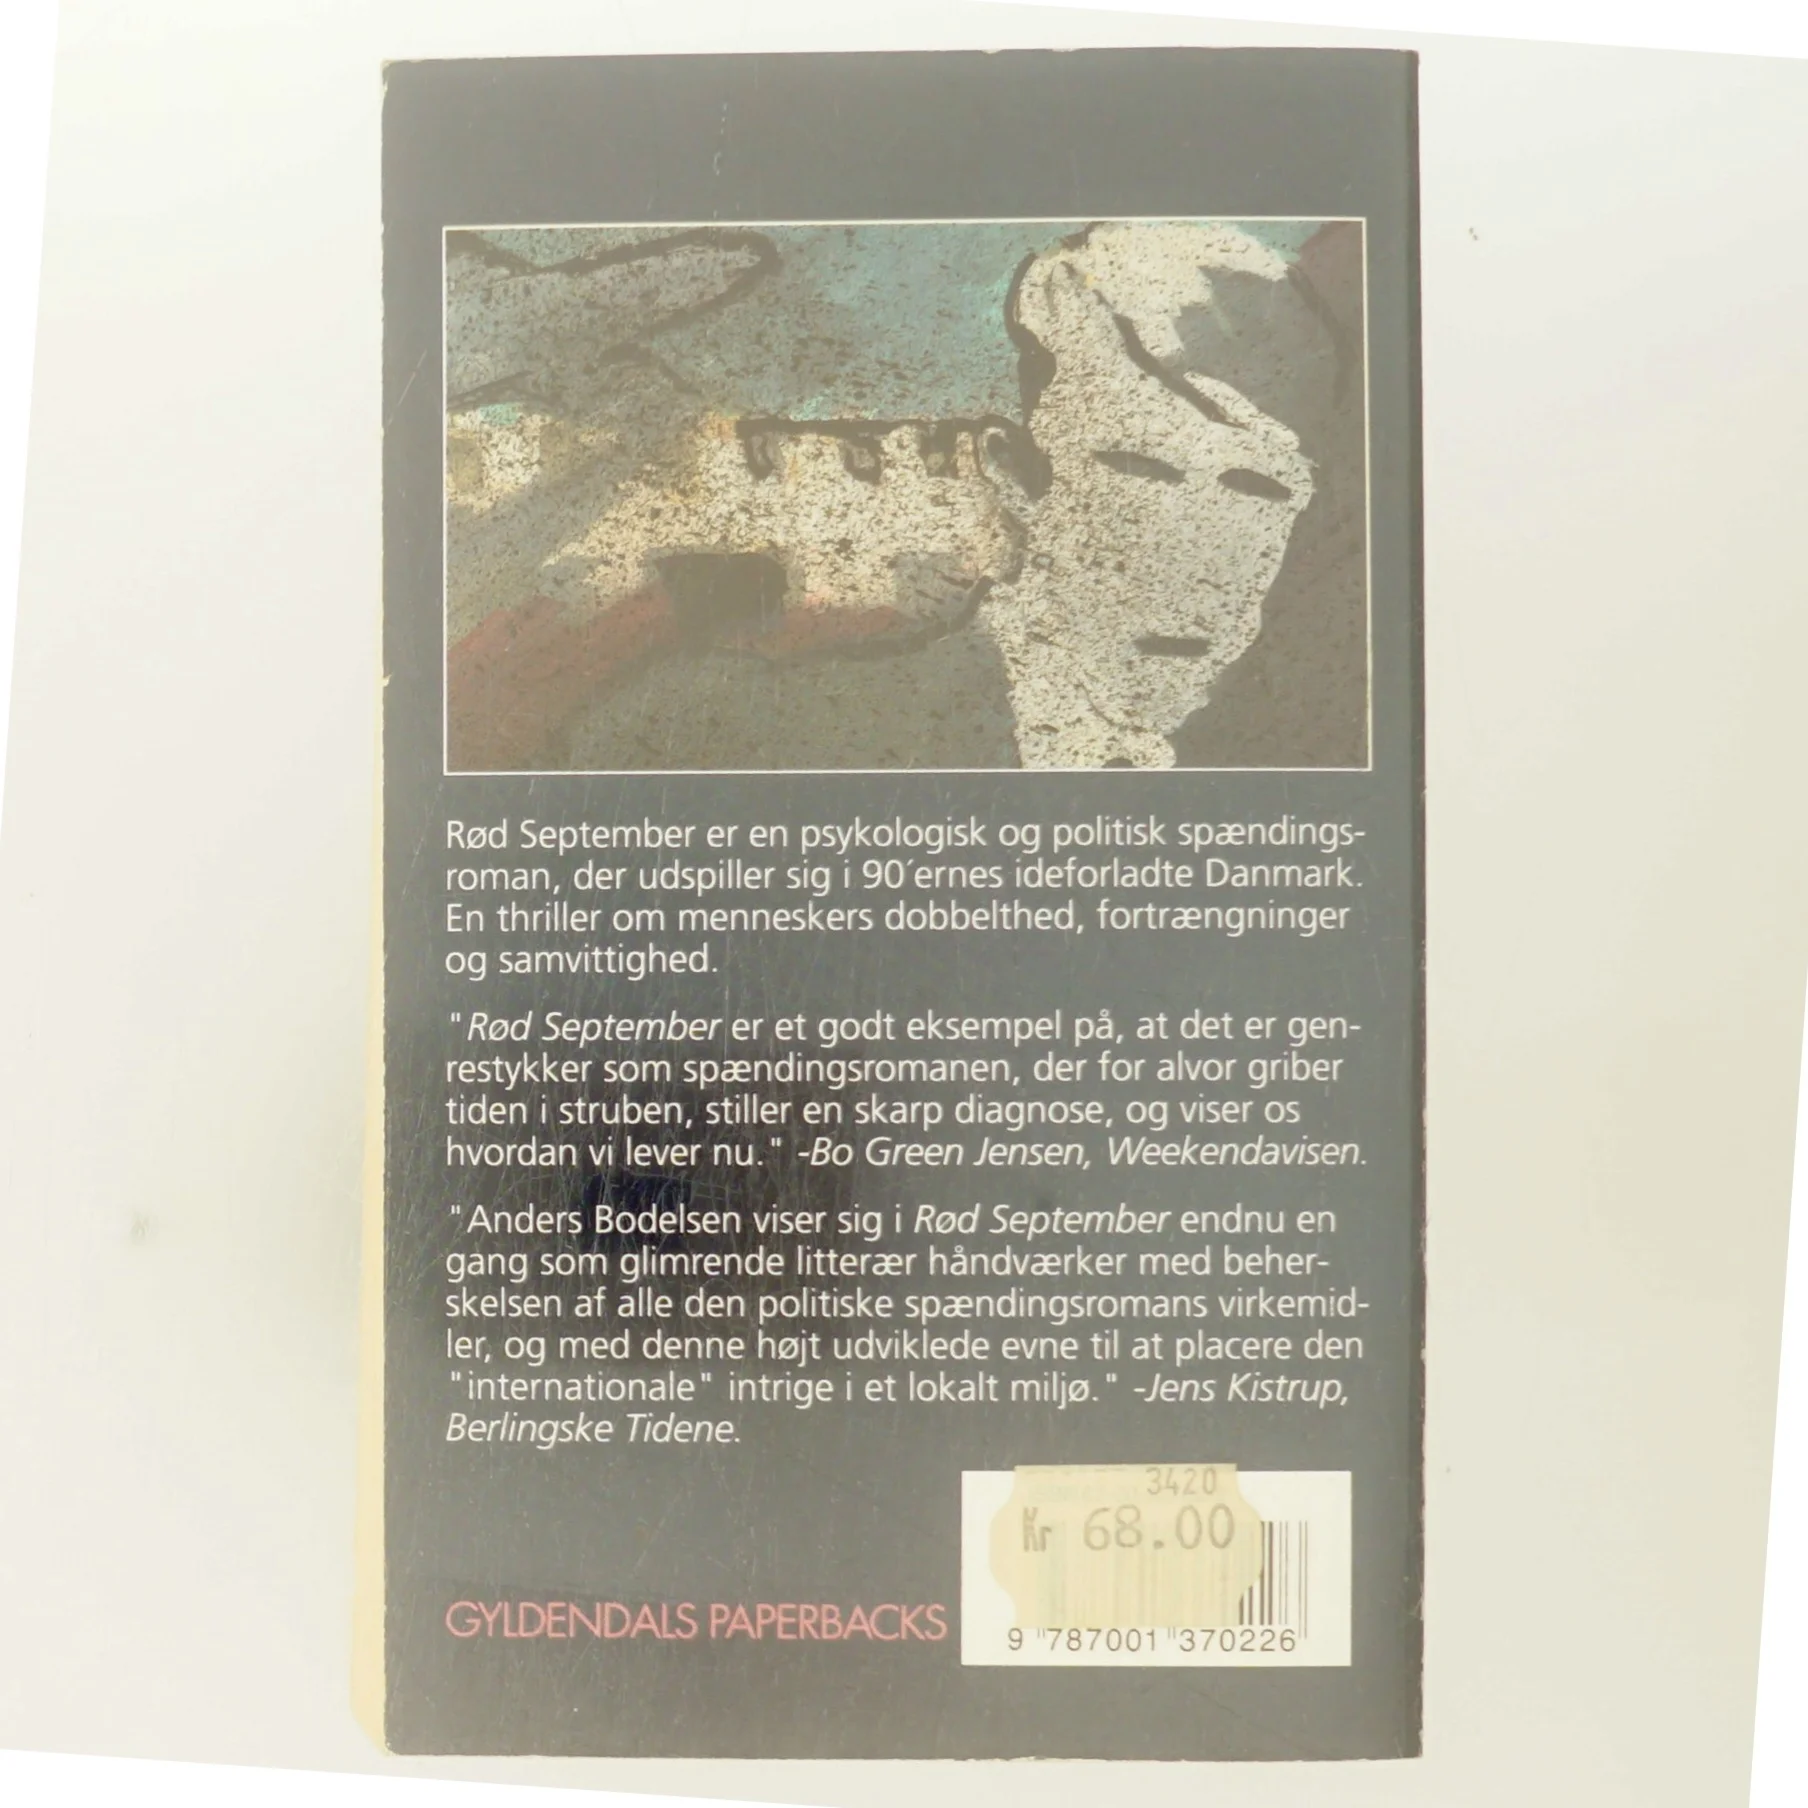 Rød September er en psykologisk og politisk spændings-
roman, der udspiller sig i 90´ernes ideforladte Danmark.
En thriller om menneskers dobbelthed, fortrængninger
og samvittighed.
"Rød September er et godt eksempel på, at det er gen-
restykker som spændingsromanen, der for alvor griber
tiden i struben, stiller en skarp diagnose, og viser os
hvordan vi lever nu." -Bo Green Jensen, Weekendavisen.
"Anders Bodelsen viser sig i Rød September endnu en
gang som glimrende litterær håndværker med beher-
skelsen af alle den politiske spændingsromans virkemid-
ler, og med denne højt udviklede evne til at placere den
"internationale" intrige i et lokalt miljø." -Jens Kistrup,
Berlingske Tidene.
3420
Kr 68.00
GYLDENDALS PAPERBACKS
9 787001 370226